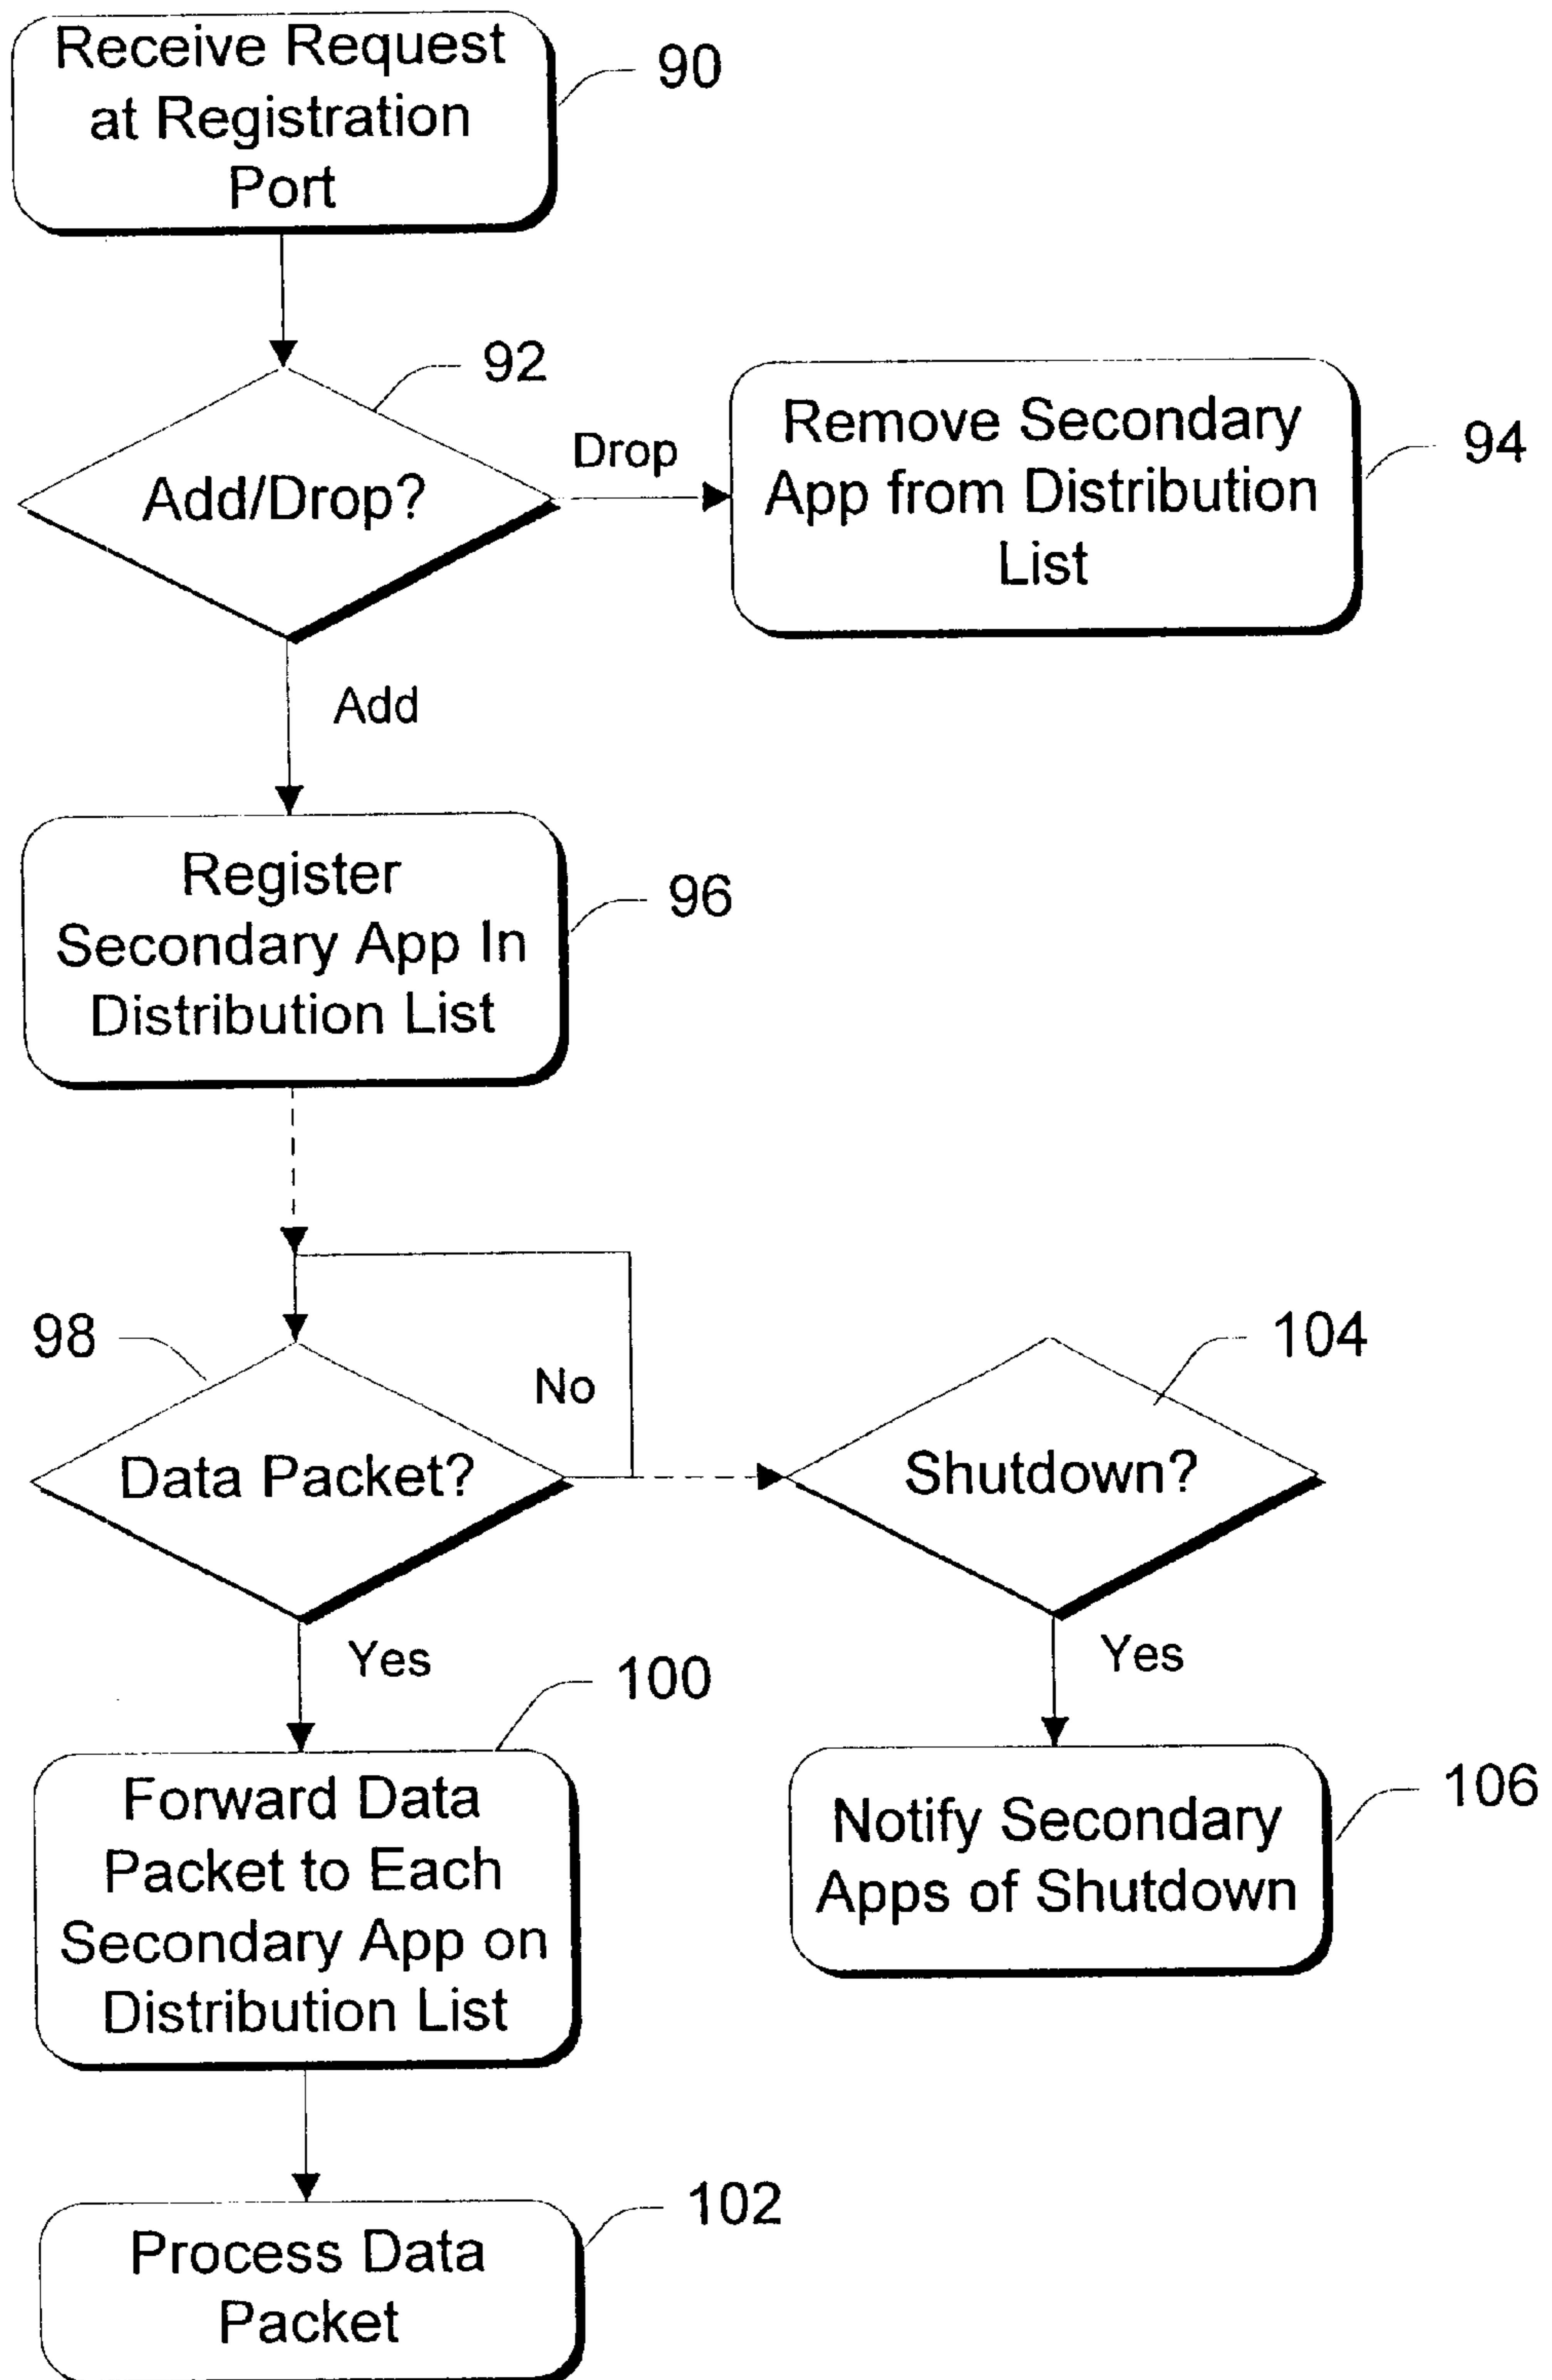 Receive Request
at Registration
Port
90
92
Add/Drop?
Drop
Remove Secondary
App from Distribution
List
94
Add
Register
Secondary App In
Distribution List
96
98
Data Packet?
No
104
Shutdown?
Yes
100
Forward Data
Packet to Each
Secondary App on
Distribution List
Yes
Notify Secondary
Apps of Shutdown
106
102
Process Data
Packet